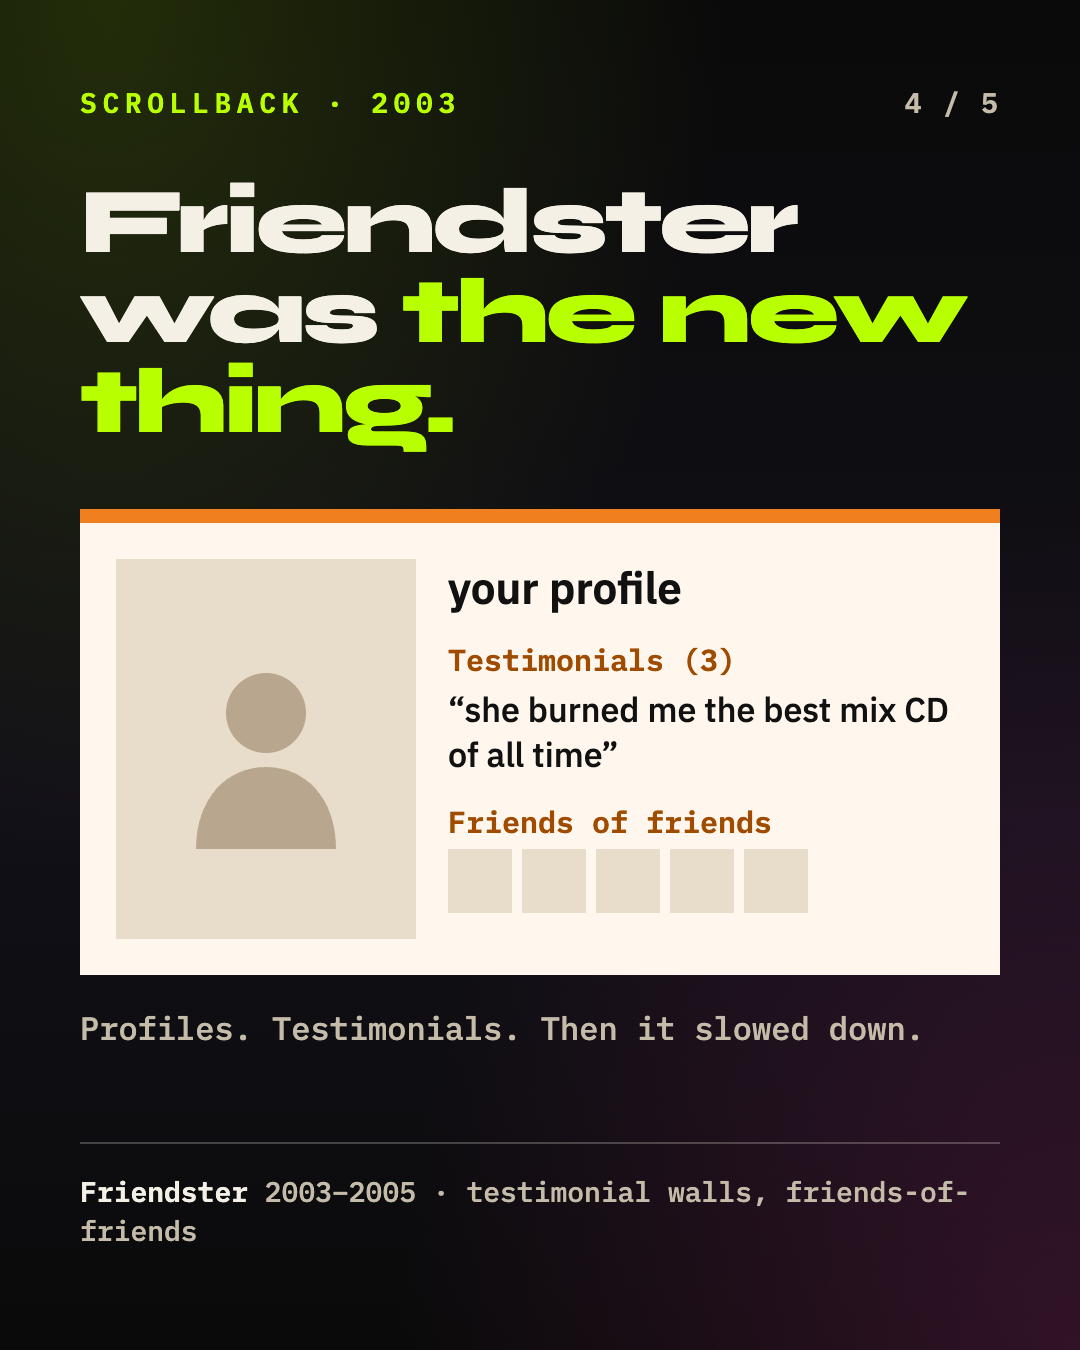 SCROLLBACK · 2003
4 / 5
Friendster
was the new
thing.
your profile
Testimonials (3)
“she burned me the best mix CD
of all time”
Friends of friends
Profiles. Testimonials. Then it slowed down.
Friendster 2003–2005 · testimonial walls, friends-of-
friends